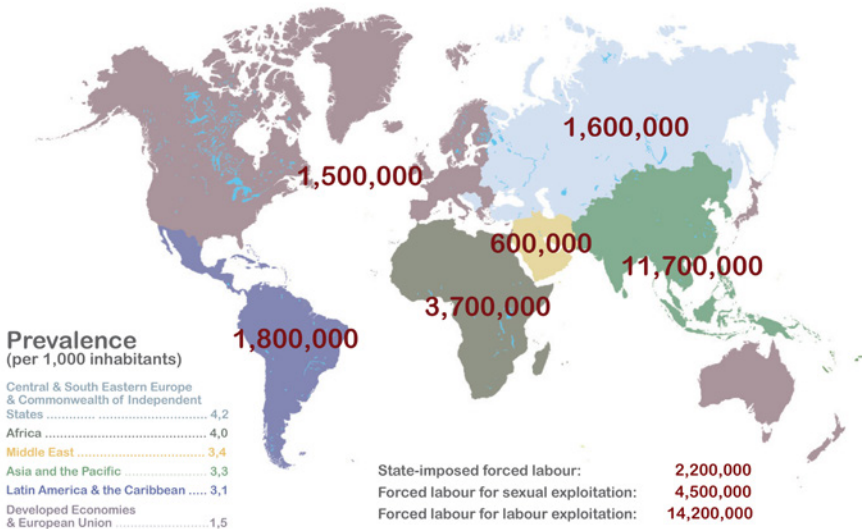 1,600,000
1,500,000
600,000
11,700,000
3,700,000
1,800,000
Prevalence
(per 1,000 inhabitants)
Central & South Eastern Europe
& Commonwealth of Independent
States ............. ........................... 4,2
Africa ............................................... 4,0
Middle East ...................................... 3,4
Asia and the Pacific ........................ 3,3
Latin America & the Caribbean ..... 3,1
Developed Economies
& European Union .......................... 1,5
State-imposed forced labour: 2,200,000
Forced labour for sexual exploitation: 4,500,000
Forced labour for labour exploitation: 14,200,000